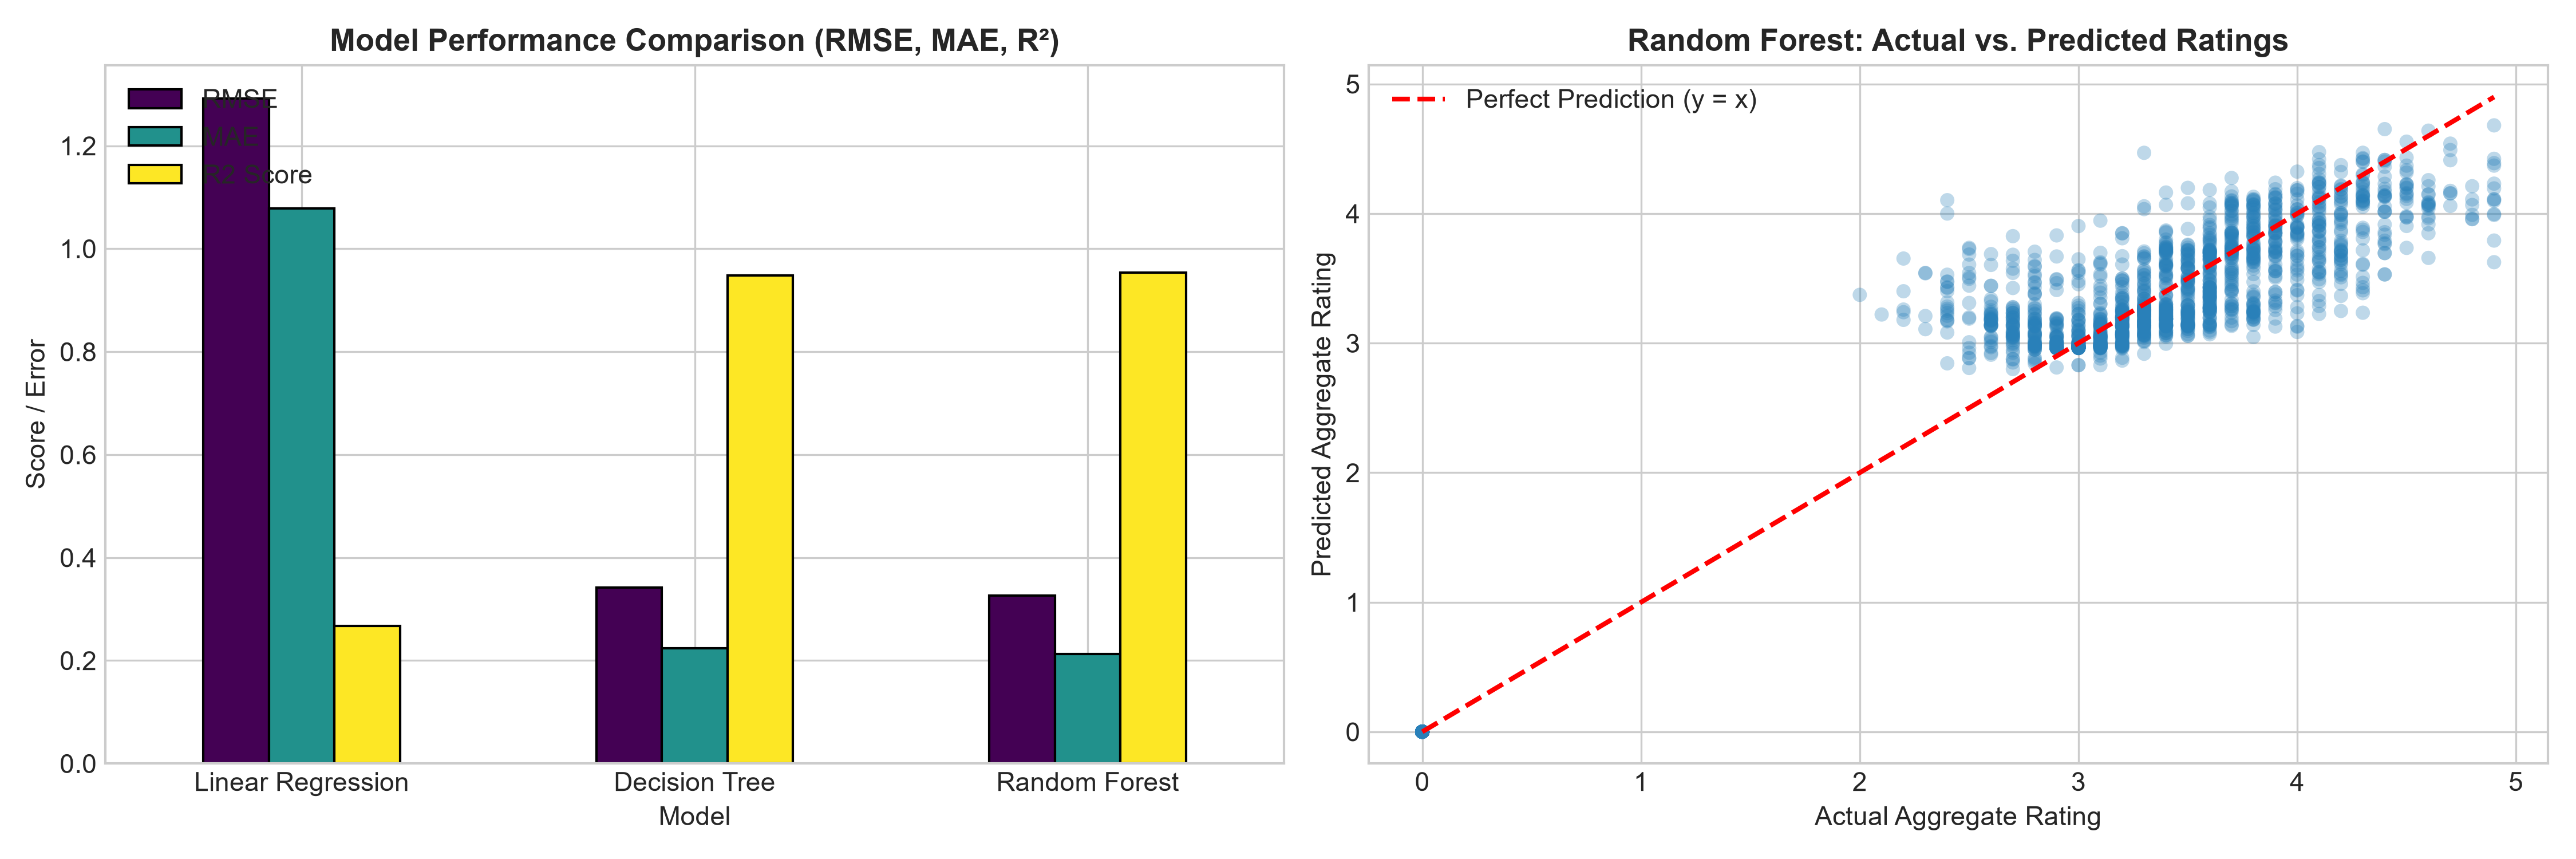 Model Performance Comparison (RMSE, MAE, R²)
RMSE
MAE
R2 Score
1.2
1.0
0.8
0.6
0.4
0.2
0.0
Score / Error
Linear Regression
Decision Tree
Random Forest
Model
Random Forest: Actual vs. Predicted Ratings
Perfect Prediction (y = x)
5
4
3
2
1
0
Predicted Aggregate Rating
0
1
2
3
4
5
Actual Aggregate Rating